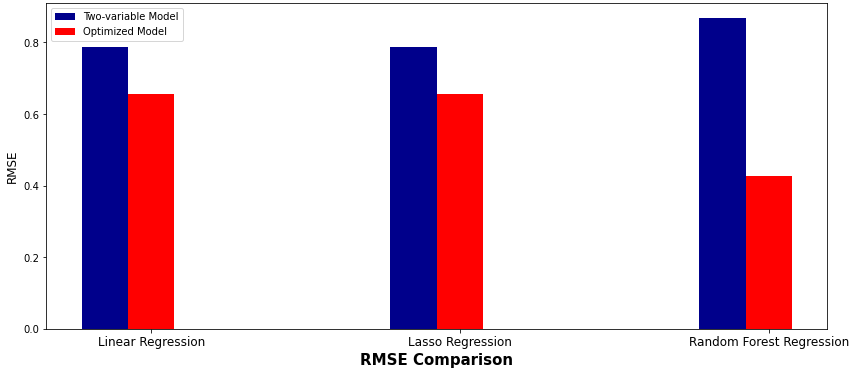 Two-variable Model
Optimized Model
0.8
0.6
0.4
0.2
0.0
RMSE
Linear Regression
Lasso Regression
Random Forest Regression
RMSE Comparison